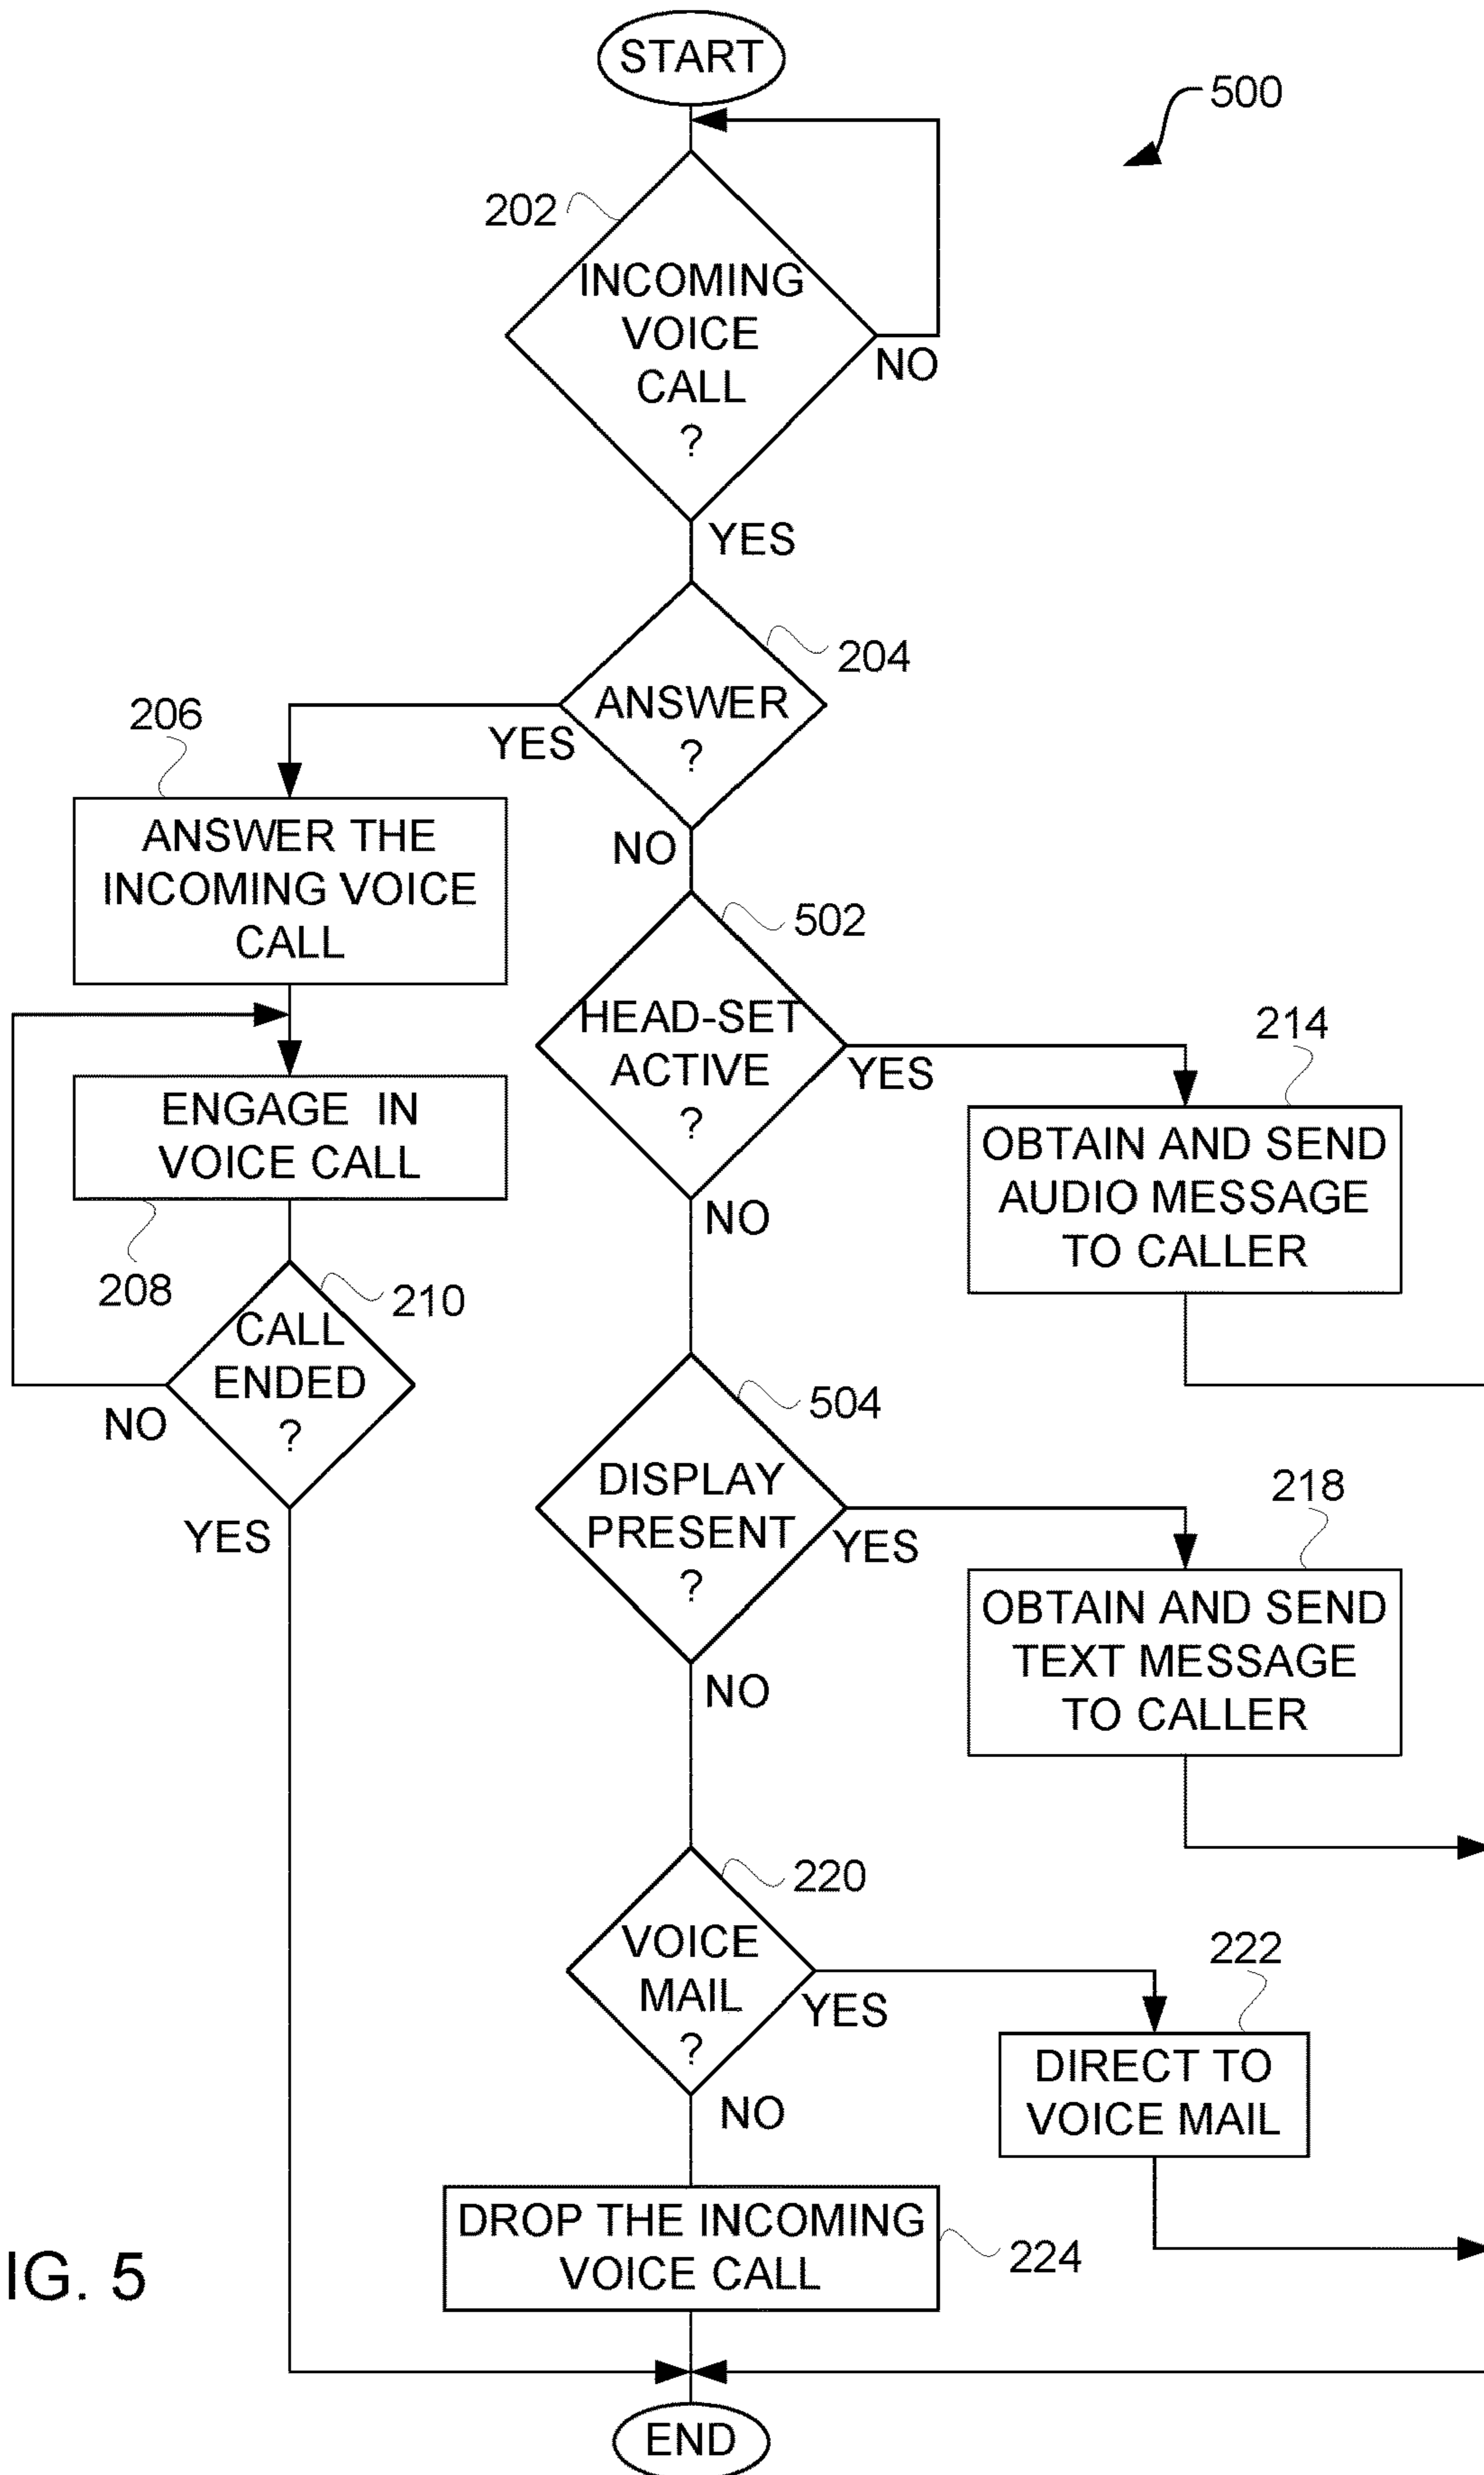 START
500
202
INCOMING
VOICE
CALL
?
NO
YES
204
ANSWER
?
YES
NO
206
ANSWER THE
INCOMING VOICE
CALL
502
HEAD-SET
ACTIVE
?
YES
NO
214
OBTAIN AND SEND
AUDIO MESSAGE
TO CALLER
ENGAGE IN
VOICE CALL
208
210
CALL
ENDED
?
NO
YES
504
DISPLAY
PRESENT
?
YES
NO
218
OBTAIN AND SEND
TEXT MESSAGE
TO CALLER
220
VOICE
MAIL
?
YES
NO
222
DIRECT TO
VOICE MAIL
DROP THE INCOMING
VOICE CALL
224
IG. 5
END